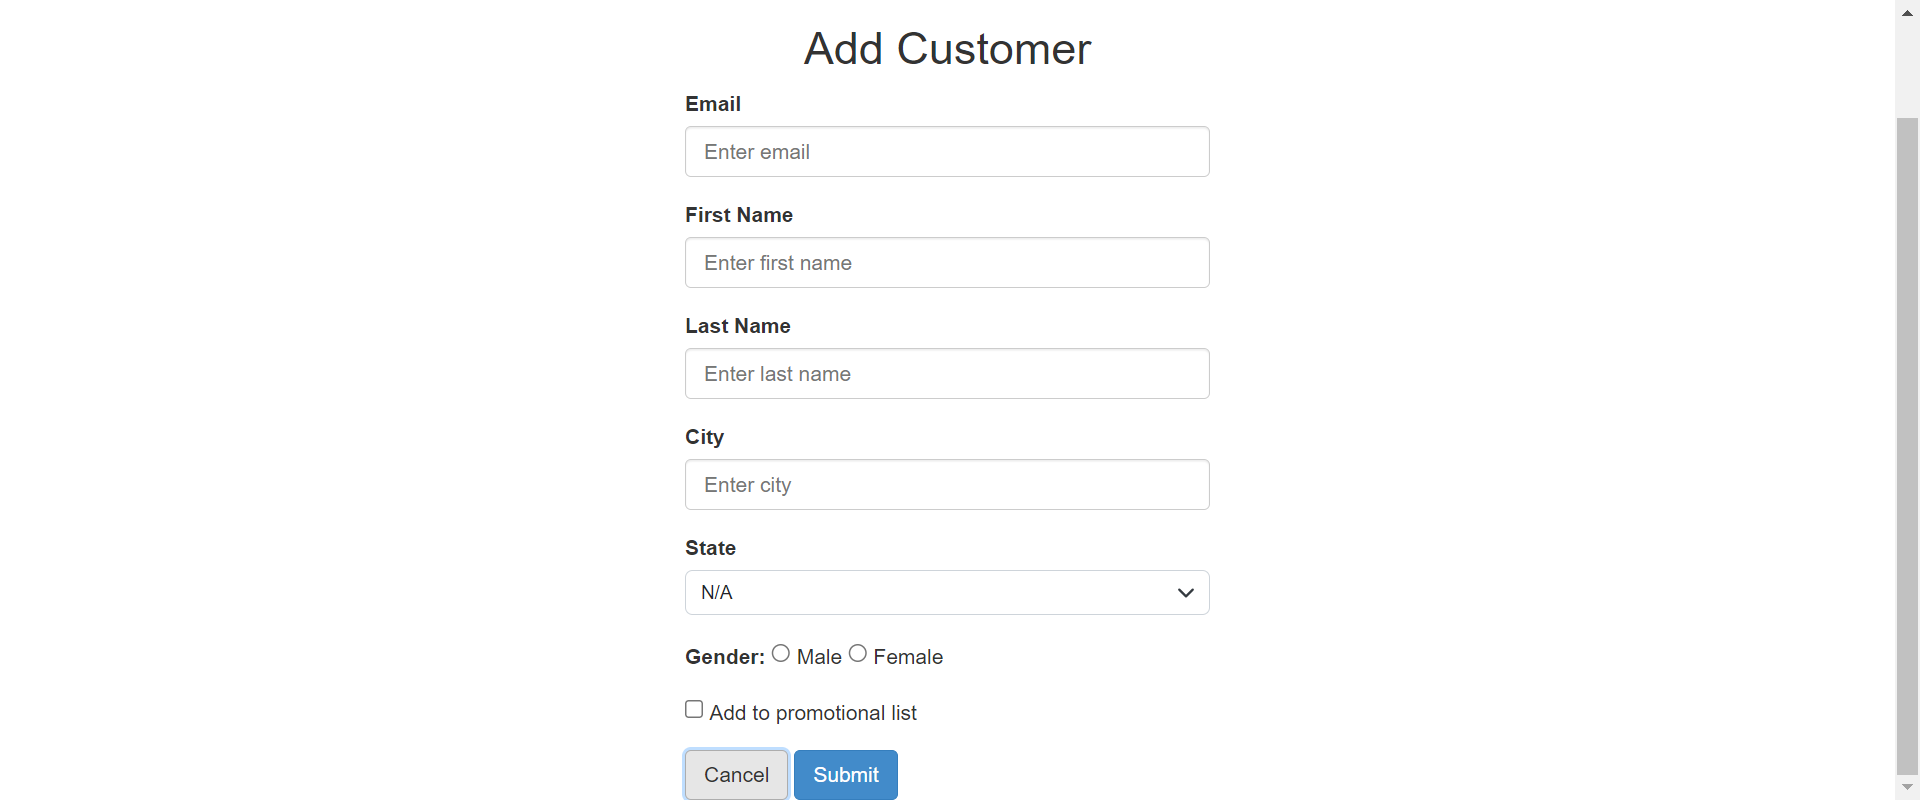 Add Customer
Email
Enter email
First Name
Enter first name
Last Name
Enter last name
City
Enter city
State
N/A
Gender: Male Female
Add to promotional list
Cancel Submit